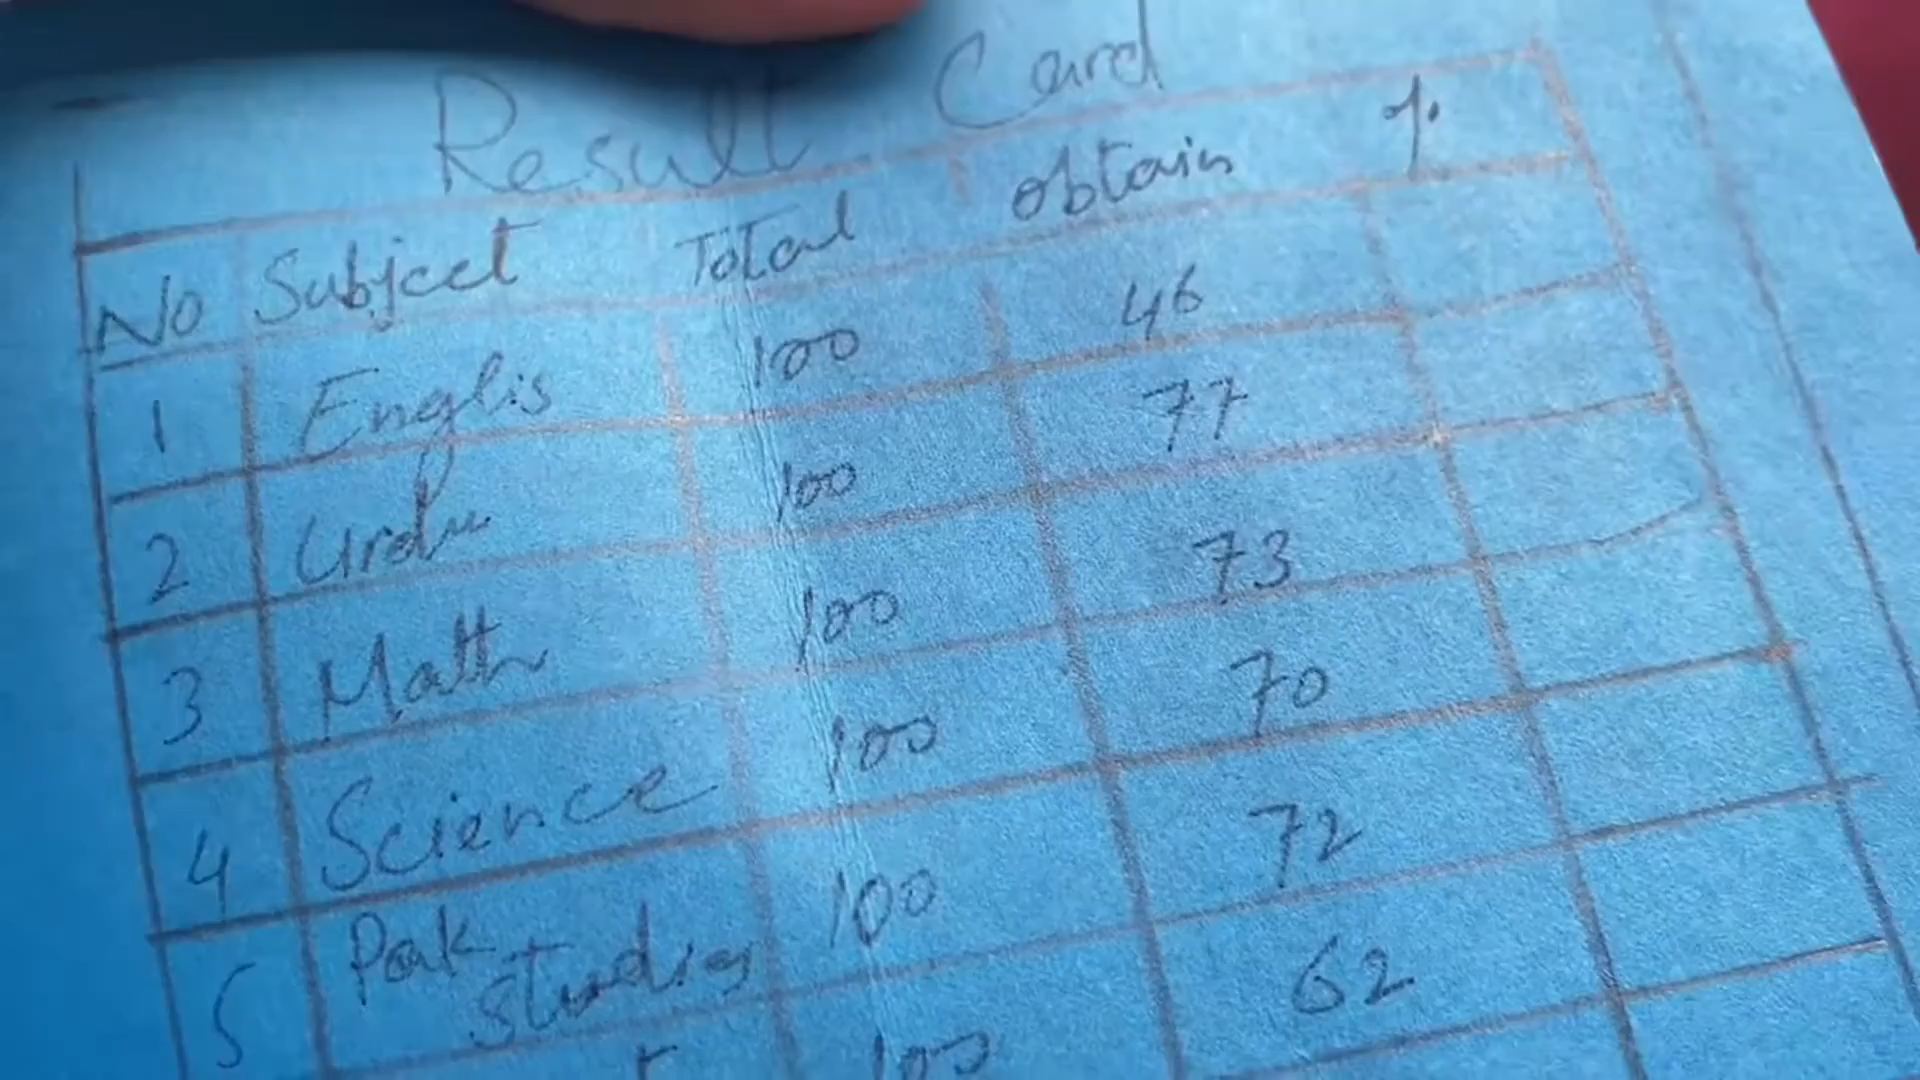 Result Card
No Subject Total obtain %
1 Englis 100 46
2 Urdu 100 77
3 Math 100 73
4 Science 100 70
5 Pak Studies 100 72
100 62